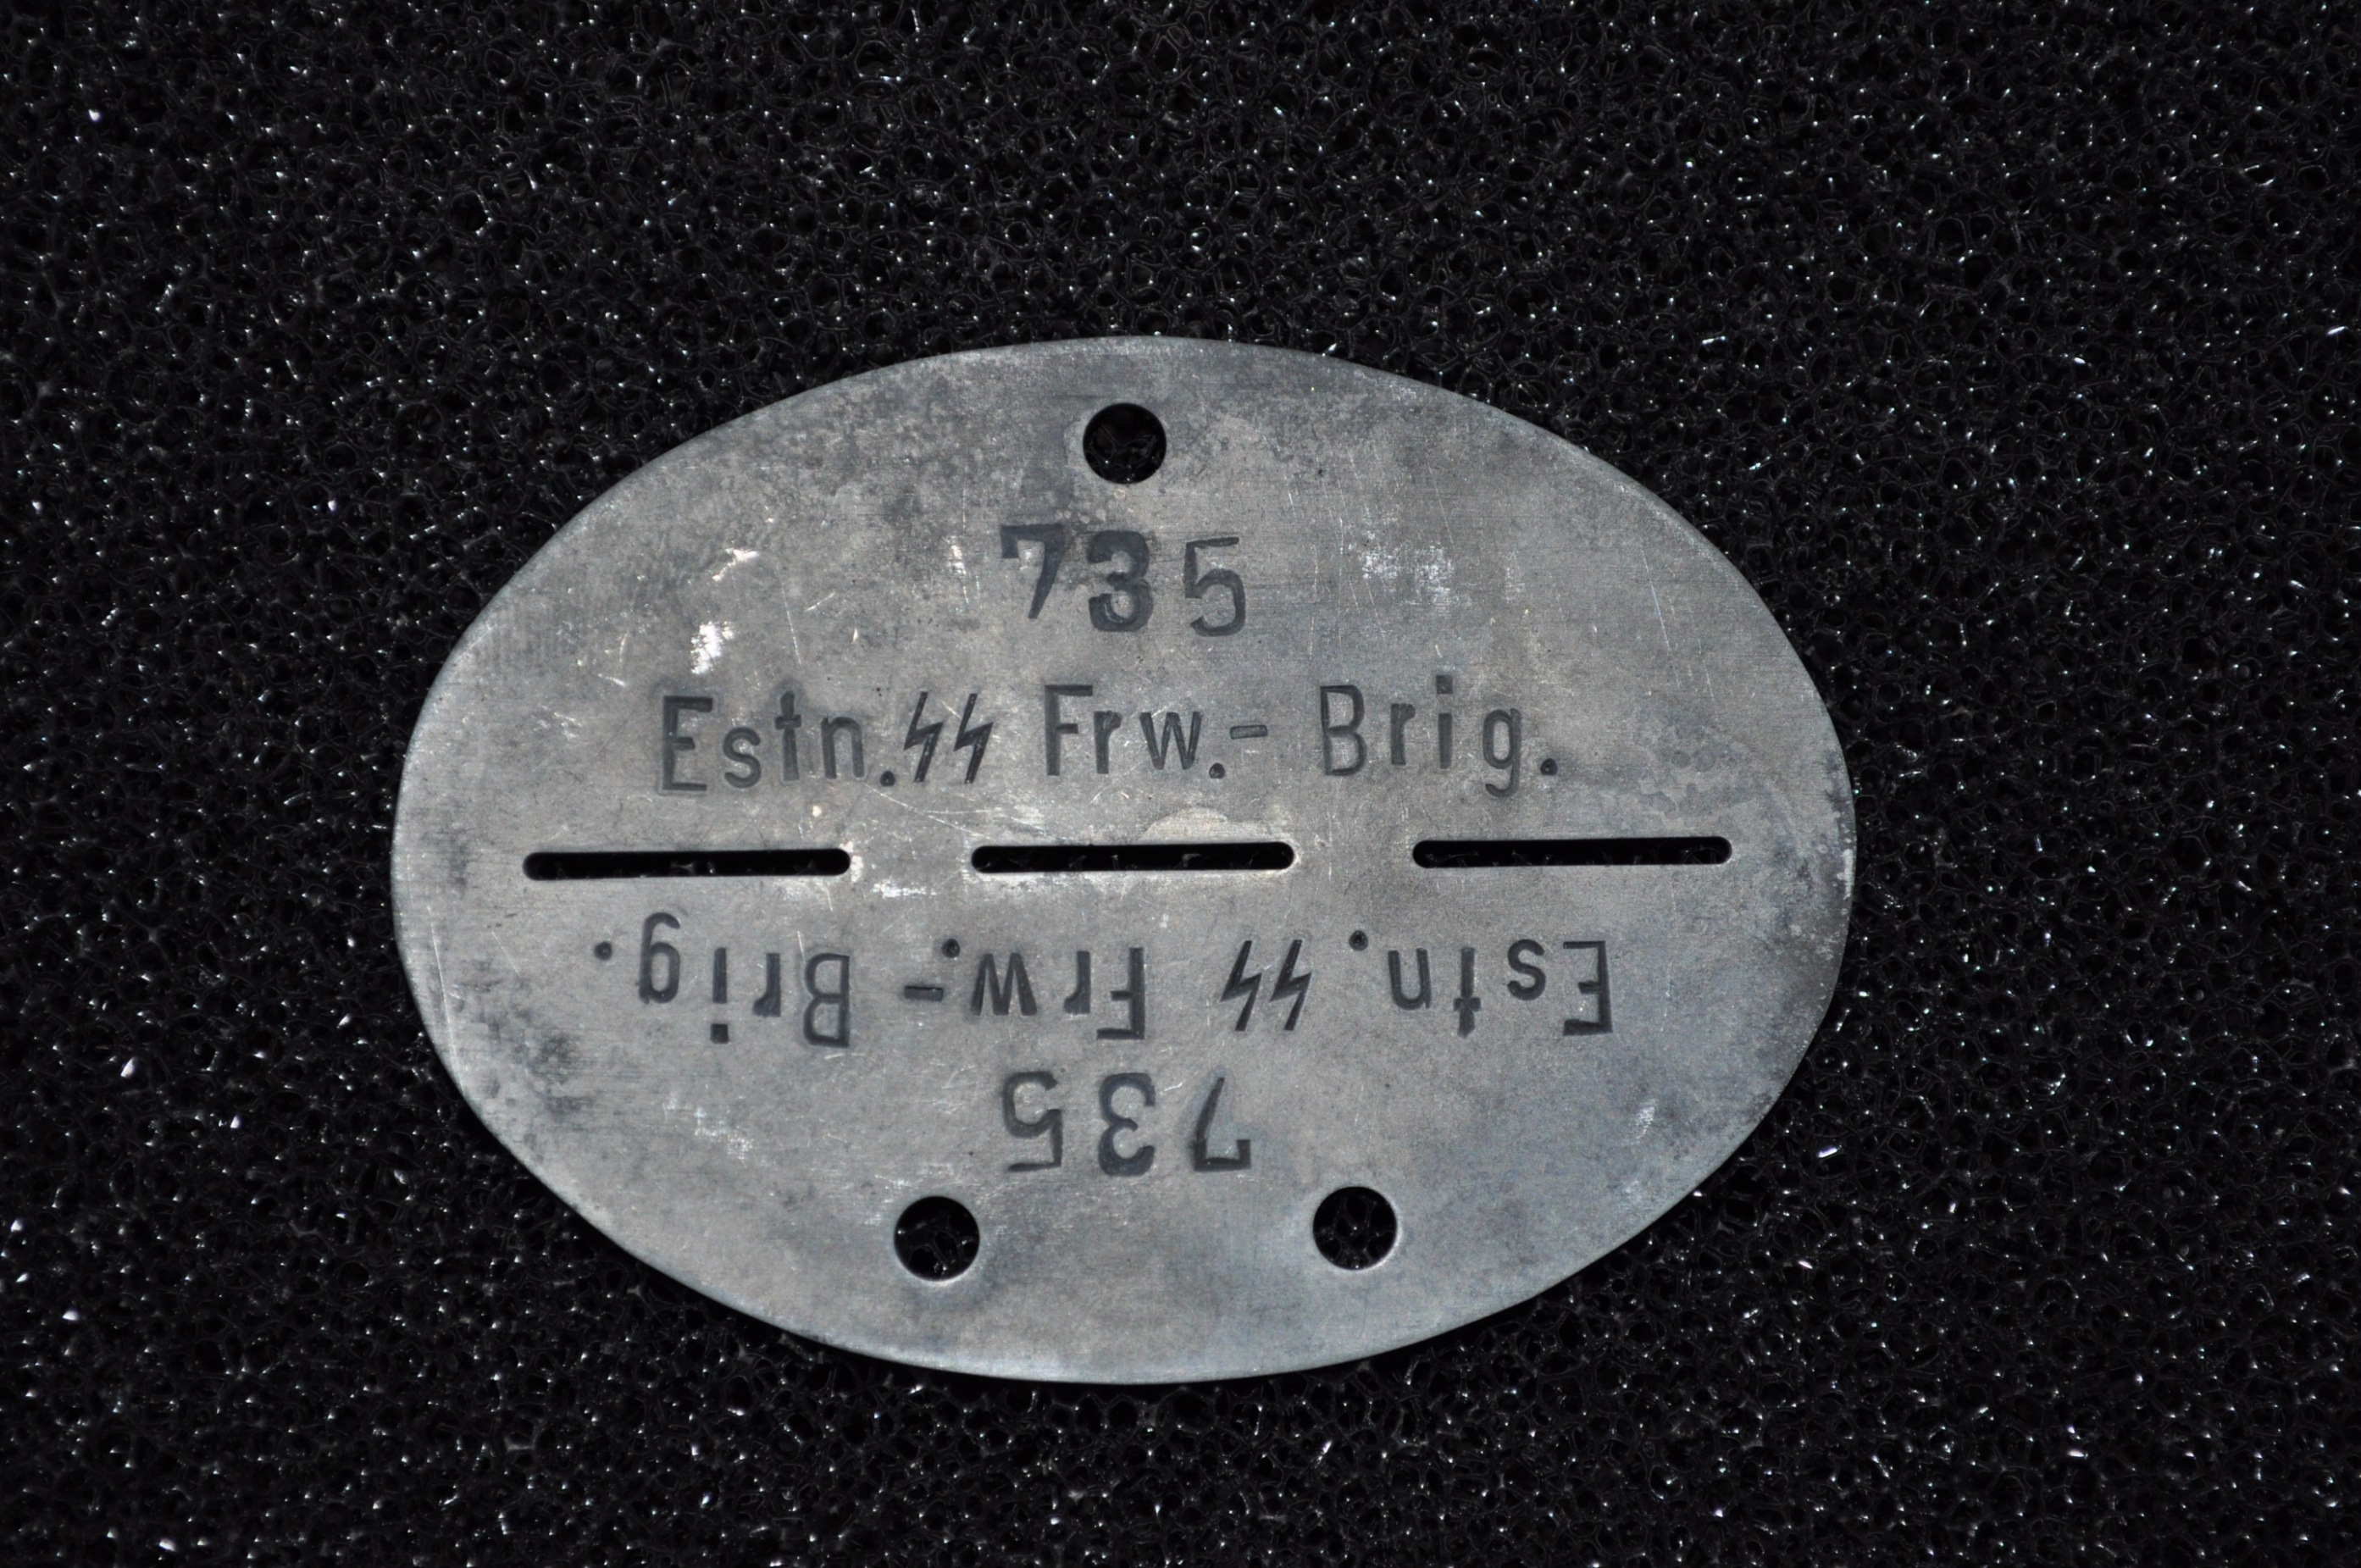 735
Estn.ᛋᛋ Frw.- Brig.
Estn. ᛋᛋ Frw.- Brig.
735